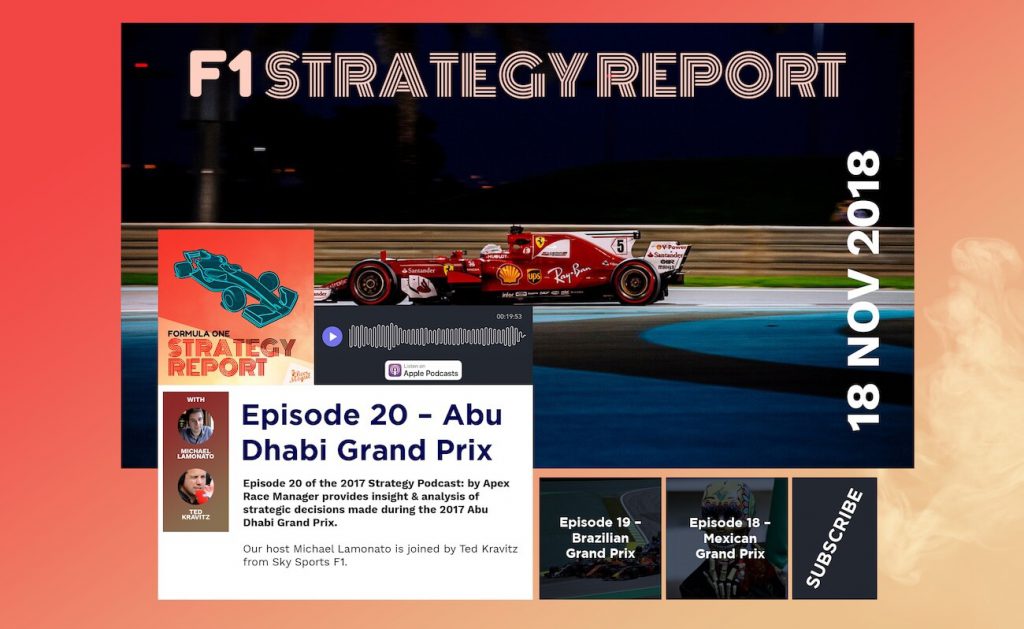 F1 STRATEGY REPORT
18 NOV 2018
5
V-Power
Santander
Santander
HUBLOT
Shell
ups
Ray-Ban
infor
FORMULA ONE
STRATEGY
REPORT
00:19:53
Listen on
Apple Podcasts
WITH
MICHAEL
LAMONATO
TED
KRAVITZ
Episode 20 – Abu
Dhabi Grand Prix
Episode 20 of the 2017 Strategy Podcast: by Apex
Race Manager provides insight & analysis of
strategic decisions made during the 2017 Abu
Dhabi Grand Prix.
Our host Michael Lamonato is joined by Ted Kravitz
from Sky Sports F1.
Episode 19 –
Brazilian
Grand Prix
Episode 18 –
Mexican
Grand Prix
SUBSCRIBE